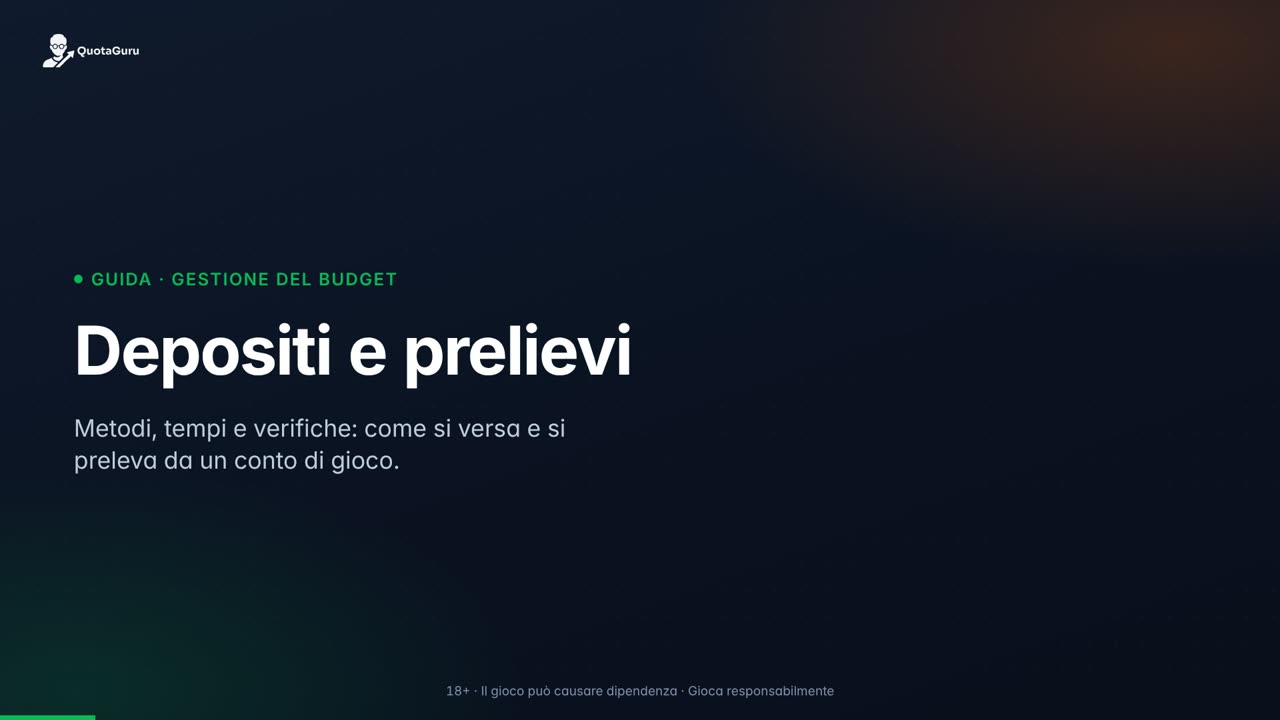 QuotaGuru
GUIDA · GESTIONE DEL BUDGET
Depositi e prelievi
Metodi, tempi e verifiche: come si versa e si
preleva da un conto di gioco.
18+ · Il gioco può causare dipendenza · Gioca responsabilmente